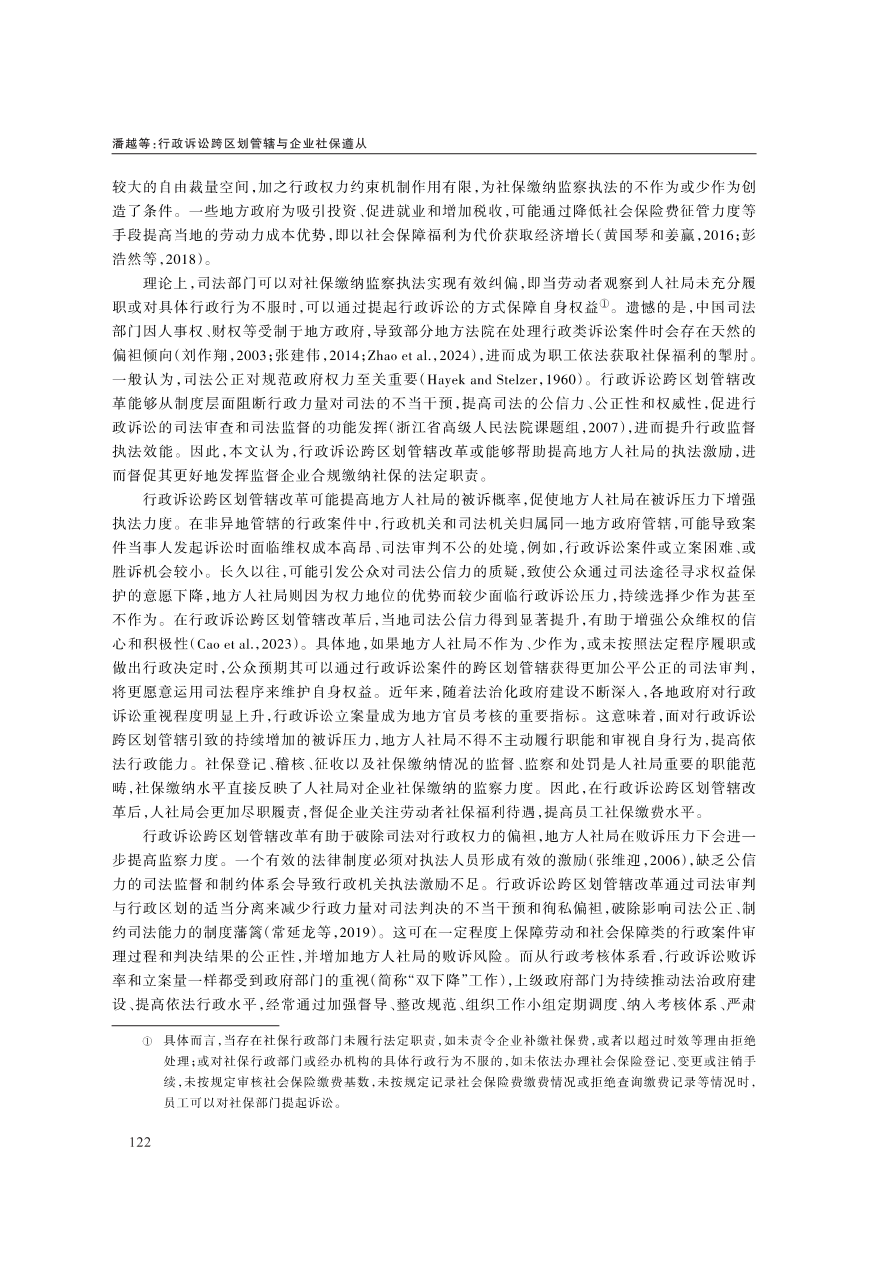 潘越等:行政诉讼跨区划管辖与企业社保遵从
较大的自由裁量空间,加之行政权力约束机制作用有限,为社保缴纳监察执法的不作为或少作为创
造了条件。一些地方政府为吸引投资、促进就业和增加税收,可能通过降低社会保险费征管力度等
手段提高当地的劳动力成本优势,即以社会保障福利为代价获取经济增长(黄国琴和姜赢,2016;彭
浩然等,2018)。
理论上,司法部门可以对社保缴纳监察执法实现有效纠偏,即当劳动者观察到人社局未充分履
职或对具体行政行为不服时,可以通过提起行政诉讼的方式保障自身权益①。遗憾的是,中国司法
部门因人事权、财权等受制于地方政府,导致部分地方法院在处理行政类诉讼案件时会存在天然的
偏袒倾向(刘作翔,2003;张建伟,2014;Zhao et al.,2024),进而成为职工依法获取社保福利的掣肘。
一般认为,司法公正对规范政府权力至关重要(Hayek and Stelzer,1960)。行政诉讼跨区划管辖改
革能够从制度层面阻断行政力量对司法的不当干预,提高司法的公信力、公正性和权威性,促进行
政诉讼的司法审查和司法监督的功能发挥(浙江省高级人民法院课题组,2007),进而提升行政监督
执法效能。因此,本文认为,行政诉讼跨区划管辖改革或能够帮助提高地方人社局的执法激励,进
而督促其更好地发挥监督企业合规缴纳社保的法定职责。
行政诉讼跨区划管辖改革可能提高地方人社局的被诉概率,促使地方人社局在被诉压力下增强
执法力度。在非异地管辖的行政案件中,行政机关和司法机关归属同一地方政府管辖,可能导致案
件当事人发起诉讼时面临维权成本高昂、司法审判不公的处境,例如,行政诉讼案件或立案困难、或
胜诉机会较小。长久以往,可能引发公众对司法公信力的质疑,致使公众通过司法途径寻求权益保
护的意愿下降,地方人社局则因为权力地位的优势而较少面临行政诉讼压力,持续选择少作为甚至
不作为。在行政诉讼跨区划管辖改革后,当地司法公信力得到显著提升,有助于增强公众维权的信
心和积极性(Cao et al.,2023)。具体地,如果地方人社局不作为、少作为,或未按照法定程序履职或
做出行政决定时,公众预期其可以通过行政诉讼案件的跨区划管辖获得更加公平公正的司法审判,
将更愿意运用司法程序来维护自身权益。近年来,随着法治化政府建设不断深入,各地政府对行政
诉讼重视程度明显上升,行政诉讼立案量成为地方官员考核的重要指标。这意味着,面对行政诉讼
跨区划管辖引致的持续增加的被诉压力,地方人社局不得不主动履行职能和审视自身行为,提高依
法行政能力。社保登记、稽核、征收以及社保缴纳情况的监督、监察和处罚是人社局重要的职能范
畴,社保缴纳水平直接反映了人社局对企业社保缴纳的监察力度。因此,在行政诉讼跨区划管辖改
革后,人社局会更加尽职履责,督促企业关注劳动者社保福利待遇,提高员工社保缴费水平。
行政诉讼跨区划管辖改革有助于破除司法对行政权力的偏袒,地方人社局在败诉压力下会进一
步提高监察力度。一个有效的法律制度必须对执法人员形成有效的激励(张维迎,2006),缺乏公信
力的司法监督和制约体系会导致行政机关执法激励不足。行政诉讼跨区划管辖改革通过司法审判
与行政区划的适当分离来减少行政力量对司法判决的不当干预和徇私偏袒,破除影响司法公正、制
约司法能力的制度藩篱(常延龙等,2019)。这可在一定程度上保障劳动和社会保障类的行政案件审
理过程和判决结果的公正性,并增加地方人社局的败诉风险。而从行政考核体系看,行政诉讼败诉
率和立案量一样都受到政府部门的重视(简称“双下降”工作),上级政府部门为持续推动法治政府建
设、提高依法行政水平,经常通过加强督导、整改规范、组织工作小组定期调度、纳入考核体系、严肃
① 具体而言,当存在社保行政部门未履行法定职责,如未责令企业补缴社保费,或者以超过时效等理由拒绝
处理;或对社保行政部门或经办机构的具体行政行为不服的,如未依法办理社会保险登记、变更或注销手
续,未按规定审核社会保险缴费基数,未按规定记录社会保险费缴费情况或拒绝查询缴费记录等情况时,
员工可以对社保部门提起诉讼。
122